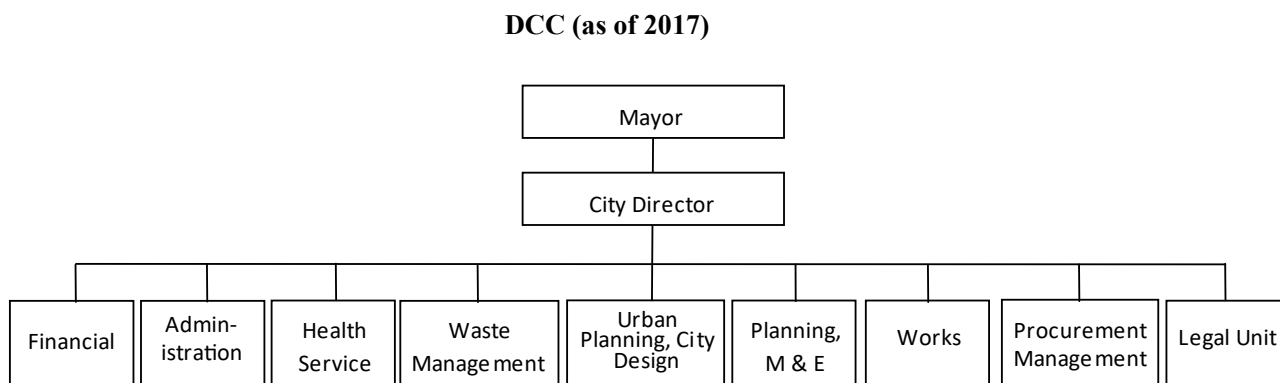 DCC (as of 2017)
Mayor
City Director
Financial
Admin-
istration
Health
Service
Waste
Management
Urban
Planning, City
Design
Planning,
M & E
Works
Procurement
Management
Legal Unit